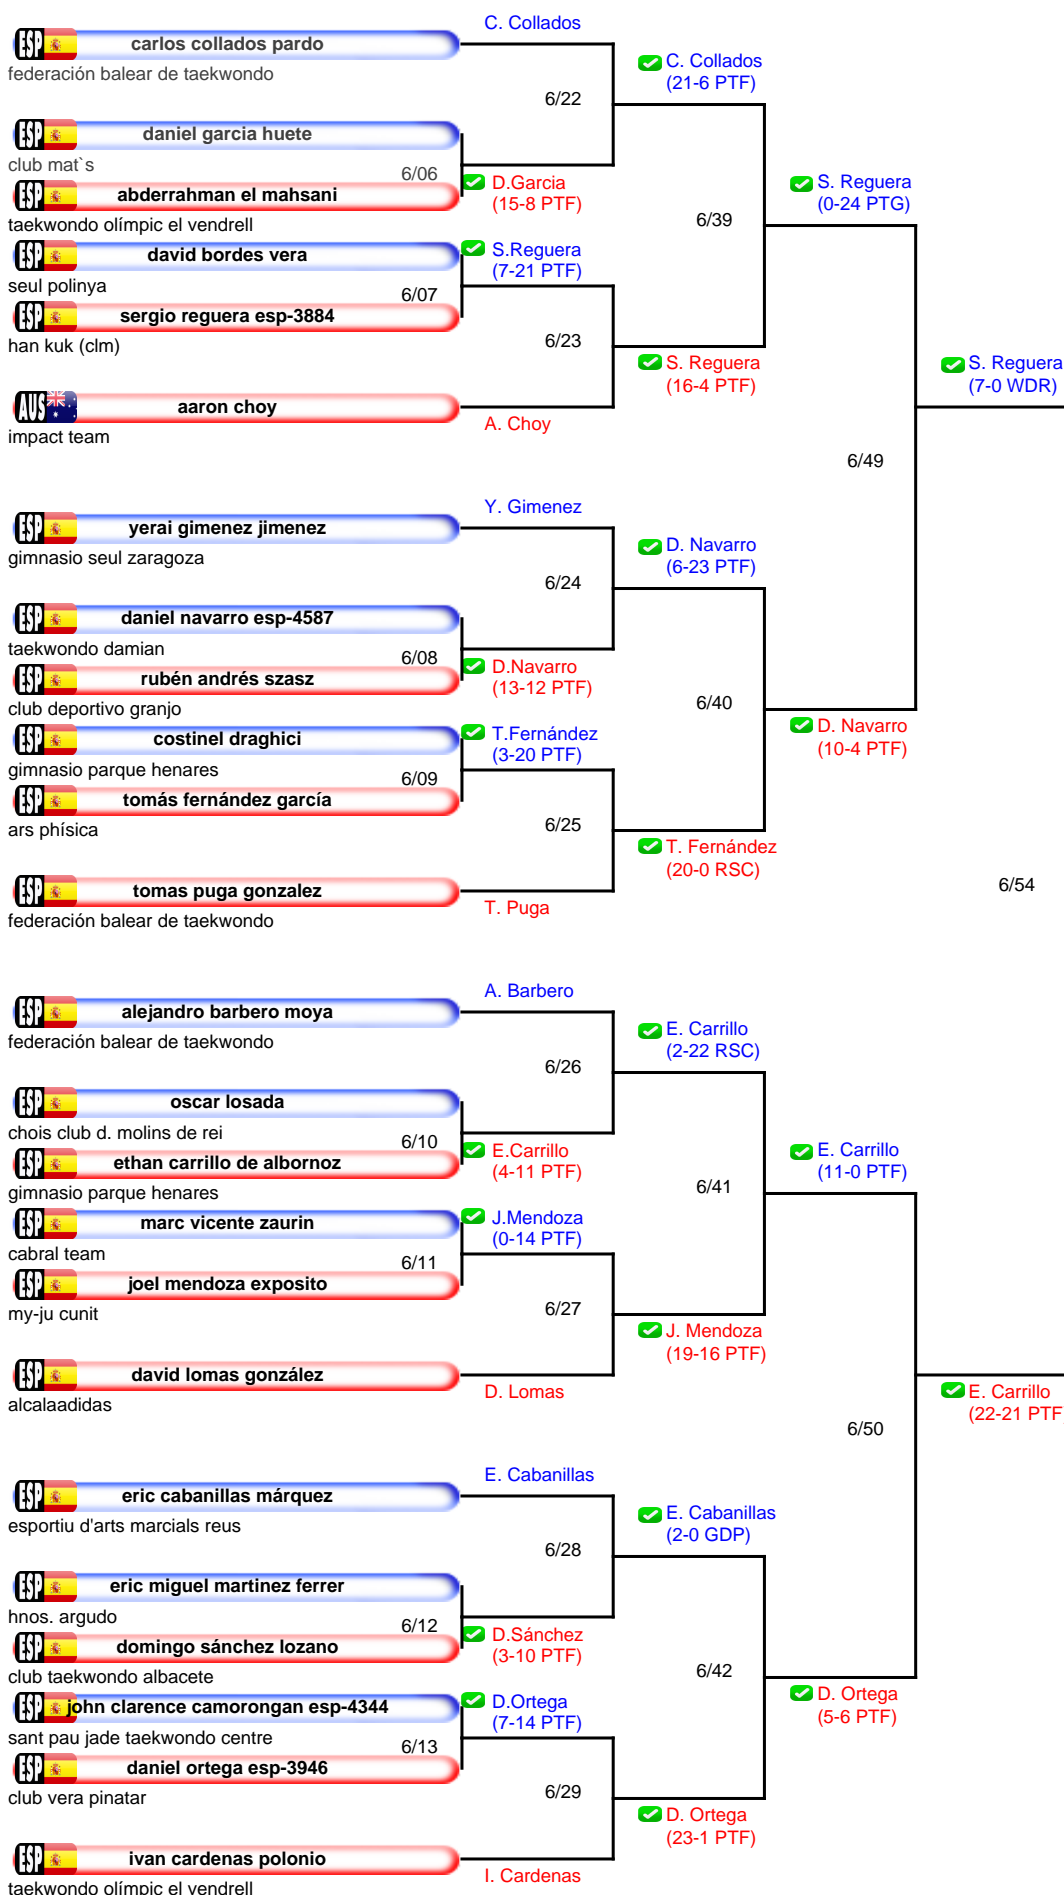 C. Collados
ESP carlos collados pardo
federación balear de taekwondo
C. Collados
(21-6 PTF)
6/22
ESP daniel garcia huete
club mat`s
6/06
D.Garcia
(15-8 PTF)
ESP abderrahman el mahsani
taekwondo olímpic el vendrell
S. Reguera
(0-24 PTG)
6/39
ESP david bordes vera
seul polinya
S.Reguera
(7-21 PTF)
6/07
ESP sergio reguera esp-3884
han kuk (clm)
6/23
S. Reguera
(16-4 PTF)
S. Reguera
(7-0 WDR)
AUS aaron choy
impact team
A. Choy
6/49
Y. Gimenez
ESP yerai gimenez jimenez
gimnasio seul zaragoza
D. Navarro
(6-23 PTF)
6/24
ESP daniel navarro esp-4587
taekwondo damian
6/08
D.Navarro
(13-12 PTF)
ESP rubén andrés szasz
club deportivo granjo
6/40
ESP costinel draghici
gimnasio parque henares
T.Fernández
(3-20 PTF)
D. Navarro
(10-4 PTF)
6/09
ESP tomás fernández garcía
ars phísica
6/25
T. Fernández
(20-0 RSC)
ESP tomas puga gonzalez
federación balear de taekwondo
T. Puga
6/54
A. Barbero
ESP alejandro barbero moya
federación balear de taekwondo
E. Carrillo
(2-22 RSC)
6/26
ESP oscar losada
chois club d. molins de rei
6/10
E.Carrillo
(4-11 PTF)
ESP ethan carrillo de albornoz
gimnasio parque henares
E. Carrillo
(11-0 PTF)
6/41
ESP marc vicente zaurin
cabral team
J.Mendoza
(0-14 PTF)
6/11
ESP joel mendoza exposito
my-ju cunit
6/27
J. Mendoza
(19-16 PTF)
ESP david lomas gonzález
alcalaadidas
D. Lomas
E. Carrillo
(22-21 PTF
6/50
E. Cabanillas
ESP eric cabanillas márquez
esportiu d'arts marcials reus
E. Cabanillas
(2-0 GDP)
6/28
ESP eric miguel martinez ferrer
hnos. argudo
6/12
D.Sánchez
(3-10 PTF)
ESP domingo sánchez lozano
club taekwondo albacete
6/42
ESP john clarence camorongan esp-4344
sant pau jade taekwondo centre
D.Ortega
(7-14 PTF)
D. Ortega
(5-6 PTF)
6/13
ESP daniel ortega esp-3946
club vera pinatar
6/29
D. Ortega
(23-1 PTF)
ESP ivan cardenas polonio
taekwondo olímpic el vendrell
I. Cardenas